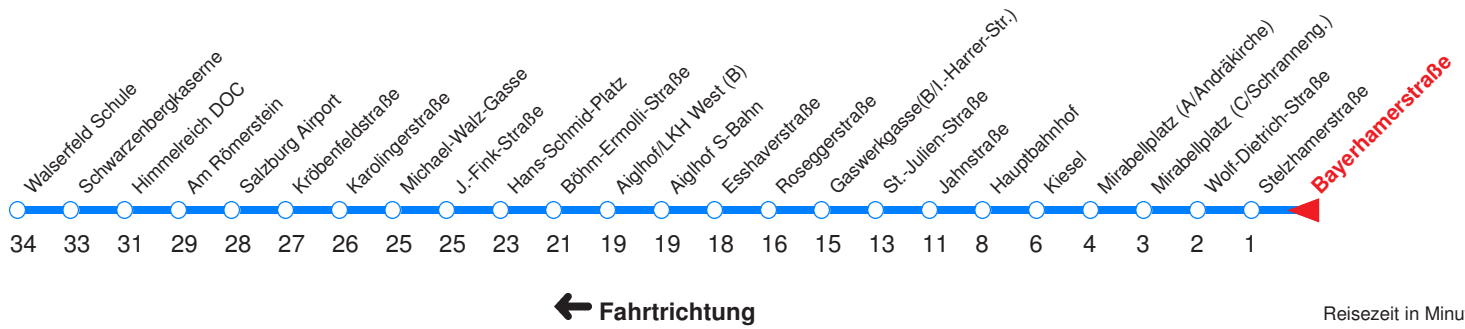 Walserfeld Schule
Schwarzenbergkaserne
Himmelreich DOC
Am Römerstein
Salzburg Airport
Kröbenfeldstraße
Karolingerstraße
Michael-Walz-Gasse
J.-Fink-Straße
Hans-Schmid-Platz
Böhm-Ermolli-Straße
Aiglhof/LKH West (B)
Aiglhof S-Bahn
Esshaverstraße
Roseggerstraße
Gaswerkgasse(B/I.-Harrer-Str.)
St.-Julien-Straße
Jahnstraße
Hauptbahnhof
Kiesel
Mirabellplatz (A/Andräkirche)
Mirabellplatz (C/Schranneng.)
Wolf-Dietrich-Straße
Stelzhamerstraße
Bayerhamerstraße
34 33 31 29 28 27 26 25 25 23 21 19 19 18 16 15 13 11 8 6 4 3 2 1
Fahrtrichtung
Reisezeit in Minu